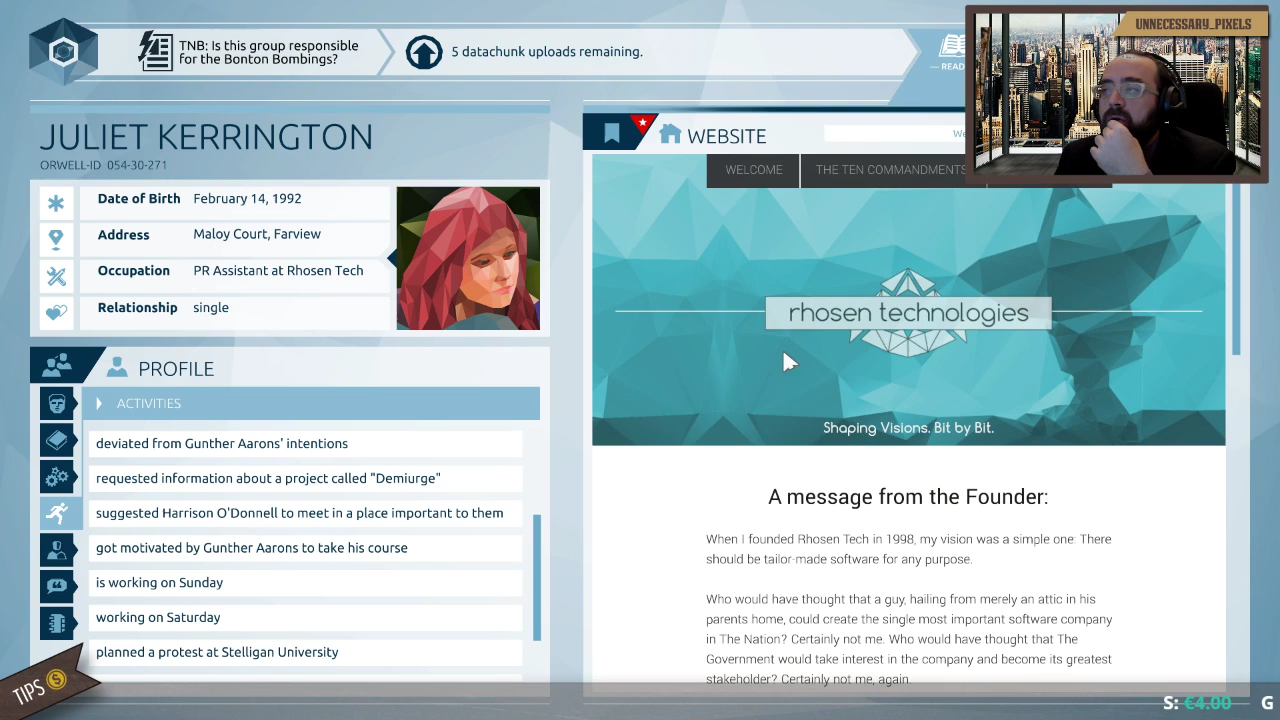 TNB: Is this group responsible
for the Bonton Bombings?
5 datachunk uploads remaining.
READ
UNNECESSARY_PIXELS
JULIET KERRINGTON
ORWELL-ID 054-30-271
Date of Birth February 14, 1992
Address Maloy Court, Farview
Occupation PR Assistant at Rhosen Tech
Relationship single
PROFILE
ACTIVITIES
deviated from Gunther Aarons' intentions
requested information about a project called "Demiurge"
suggested Harrison O'Donnell to meet in a place important to them
got motivated by Gunther Aarons to take his course
is working on Sunday
working on Saturday
planned a protest at Stelligan University
WEBSITE
We
WELCOME
THE TEN COMMANDMENTS
rhosen technologies
Shaping Visions. Bit by Bit.
A message from the Founder:
When I founded Rhosen Tech in 1998, my vision was a simple one: There
should be tailor-made software for any purpose.
Who would have thought that a guy, hailing from merely an attic in his
parents home, could create the single most important software company
in The Nation? Certainly not me. Who would have thought that The
Government would take interest in the company and become its greatest
stakeholder? Certainly not me, again.
TIPS
S: €4.00 G